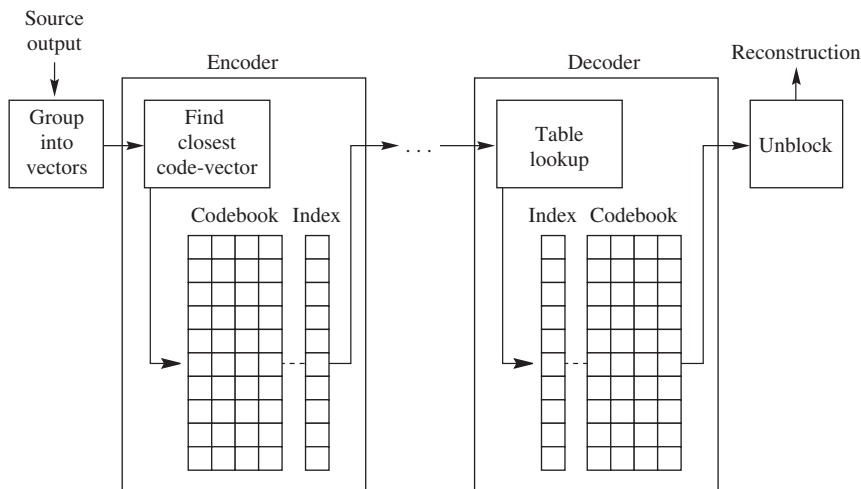 Source
output
Encoder
Decoder
Reconstruction
Group
into
vectors
Find
closest
code-vector
. . .
Table
lookup
Unblock
Codebook
Index
Index
Codebook